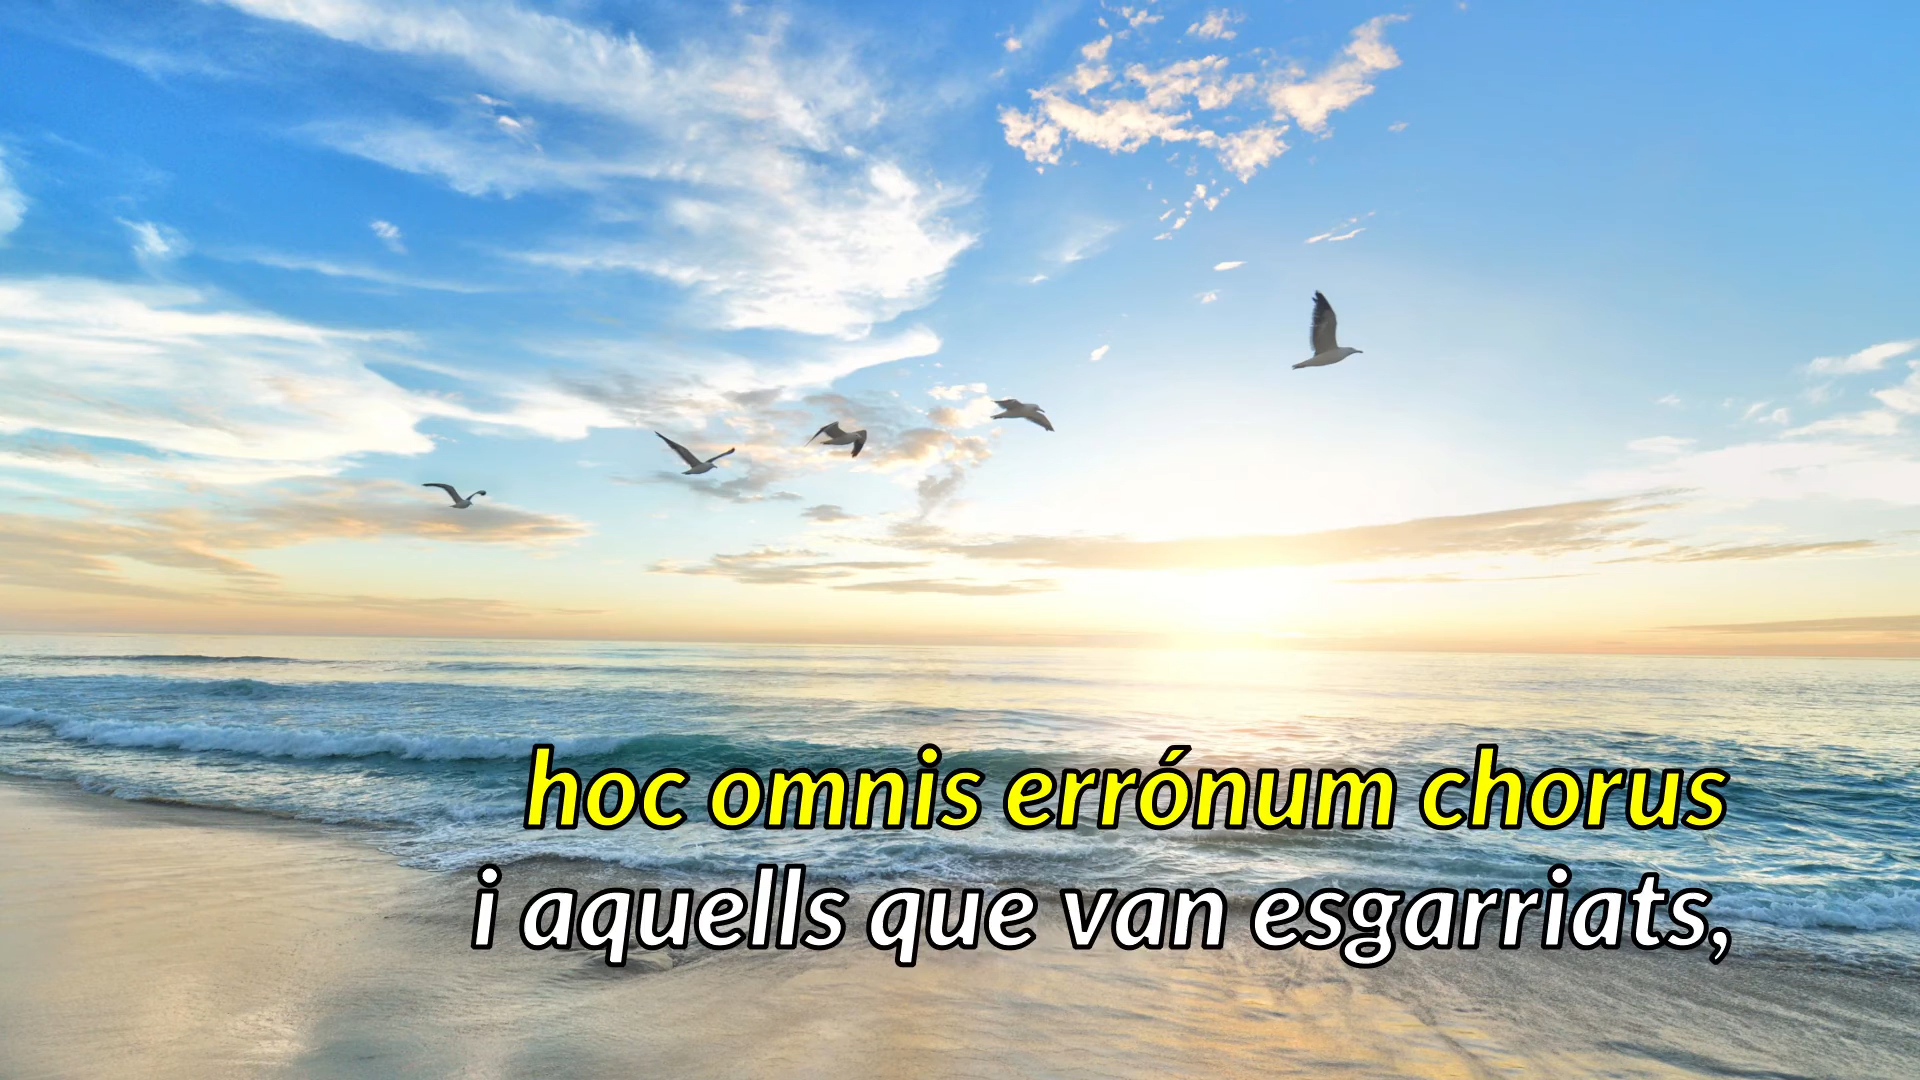 hoc omnis errónum chorus
i aquells que van esgarriats,